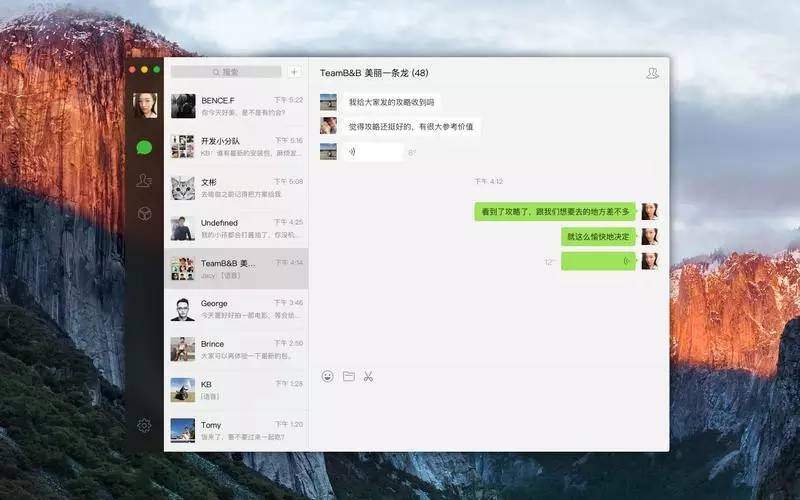 搜索
BENCE.F 下午 5:22
你今天好美，是不是有约会?
开发小分队 下午 5:16
KB: 谁有最新的安装包，麻烦发...
文彬 下午 5:08
去瑜伽之前记得把方案给我
Undefined 下午 4:25
我的小孩都会打酱油了，你没机...
TeamB&B 美... 下午 4:14
Jacy: [语音]
George 下午 3:46
今天要好好拍一部电影，等会给...
Brince 下午 2:50
大家可以再体验一下最新的包。
KB 下午 1:28
[语音]
Tomy 下午 1:20
饭来了，要不要过来一起吃?
TeamB&B 美丽一条龙 (48)
我给大家发的攻略收到吗
觉得攻略还挺好的，有很大参考价值
8"
下午 4:12
看到了攻略了，跟我们想要去的地方差不多
就这么愉快地决定
12"